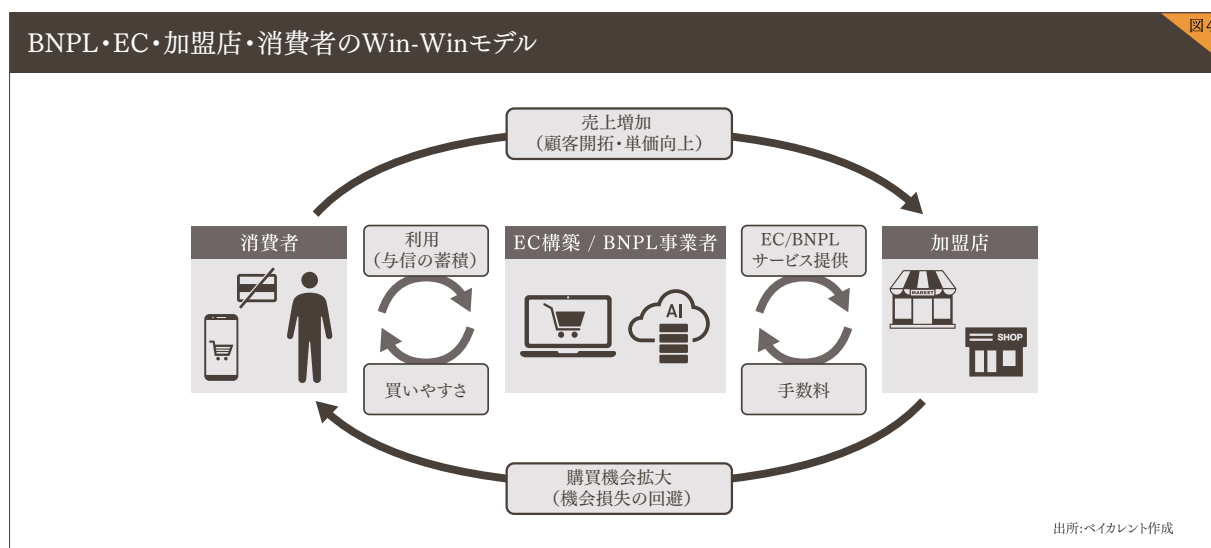 BNPL・EC・加盟店・消費者のWin-Winモデル
図4
売上増加
（顧客開拓・単価向上）
消費者
利用
（与信の蓄積）
EC構築 / BNPL事業者
EC/BNPL
サービス提供
加盟店
AI
MARKET
SHOP
買いやすさ
手数料
購買機会拡大
（機会損失の回避）
出所:ベイカレント作成